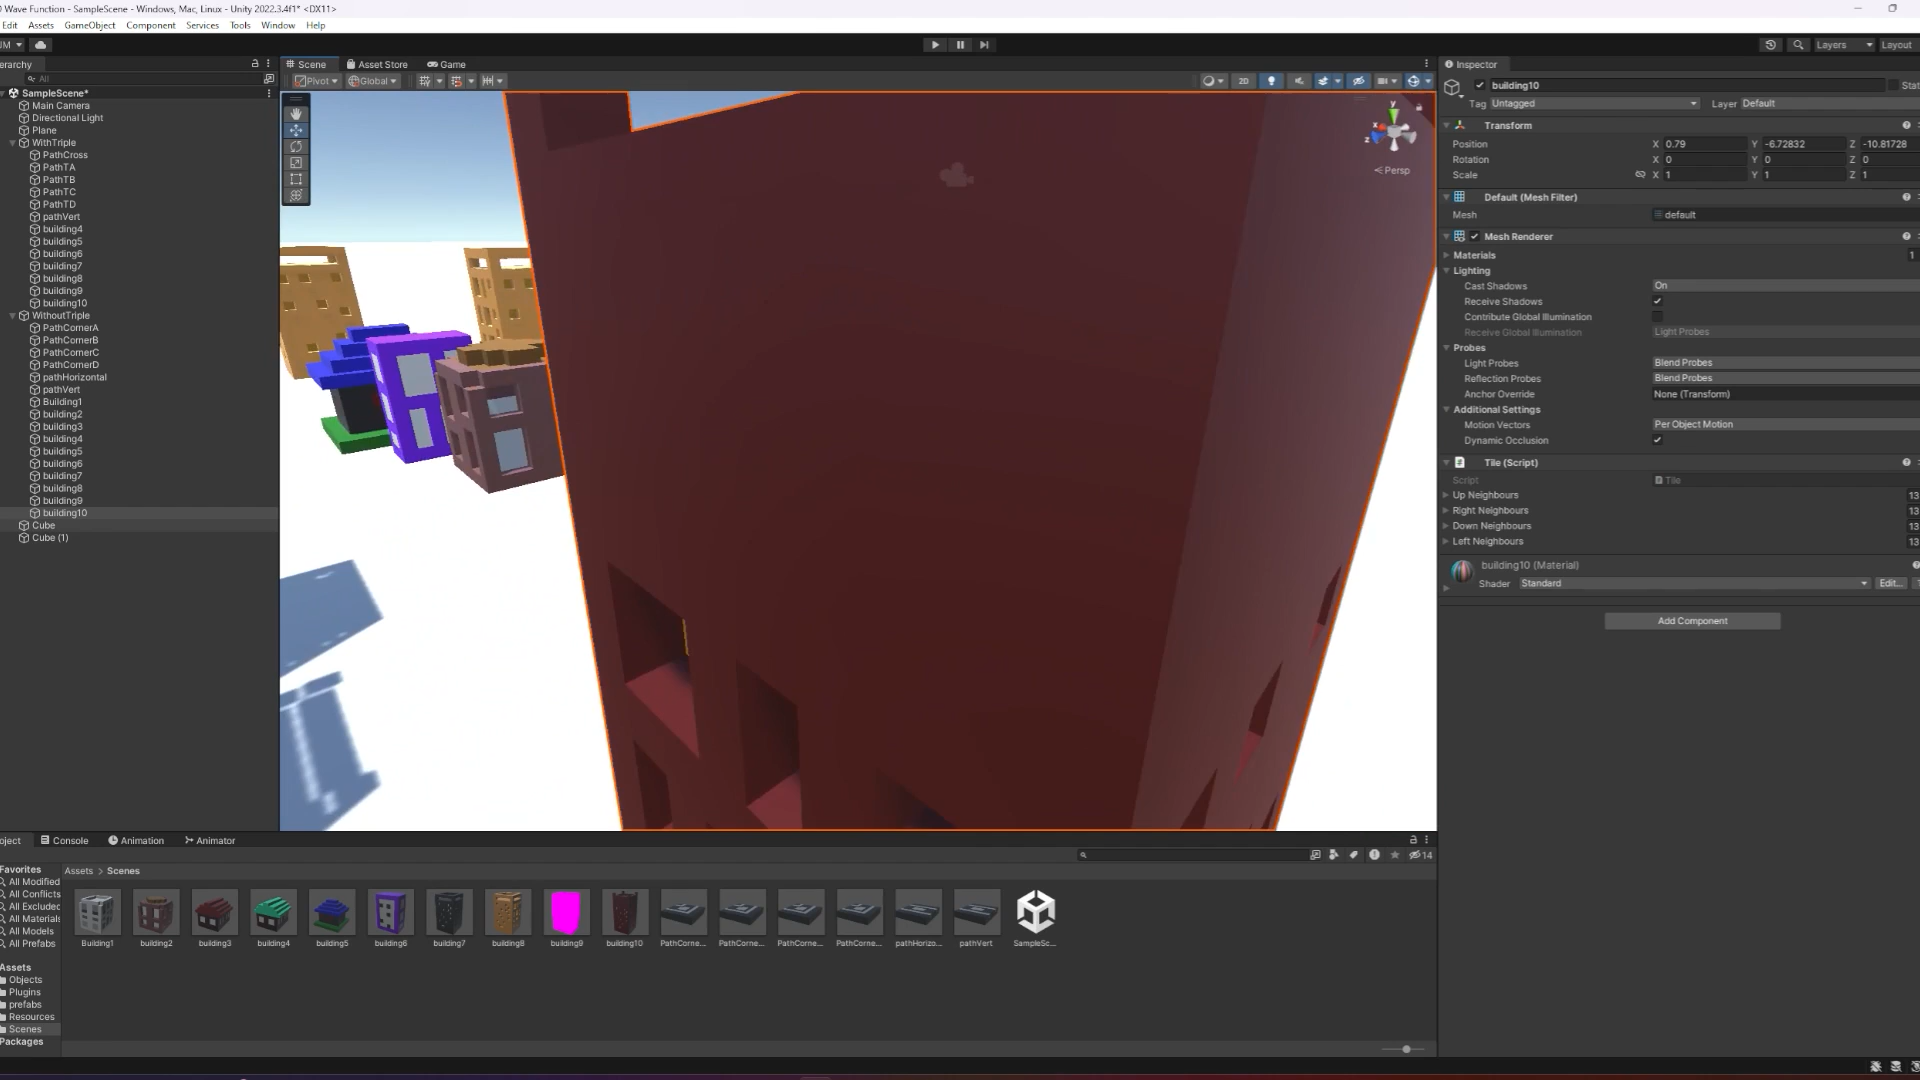 Wave Function - SampleScene - Windows, Mac, Linux - Unity 2022.3.4f1* <DX11>
Edit Assets GameObject Component Services Tools Window Help
Layers Layout
erarchy
All
SampleScene*
Main Camera
Directional Light
Plane
WithTriple
PathCross
PathTA
PathTB
PathTC
PathTD
pathVert
building4
building5
building6
building7
building8
building9
building10
WithoutTriple
PathCornerA
PathCornerB
PathCornerC
PathCornerD
pathHorizontal
pathVert
Building1
building2
building3
building4
building5
building6
building7
building8
building9
building10
Cube
Cube (1)
Scene Asset Store Game
Pivot Global 2D
y
x
z
Persp
Inspector
building10 Stat
Tag Untagged Layer Default
Transform
Position X 0.79 Y -6.72832 Z -10.81728
Rotation X 0 Y 0 Z 0
Scale X 1 Y 1 Z 1
Default (Mesh Filter)
Mesh default
Mesh Renderer
Materials 1
Lighting
Cast Shadows On
Receive Shadows
Contribute Global Illumination
Receive Global Illumination Light Probes
Probes
Light Probes Blend Probes
Reflection Probes Blend Probes
Anchor Override None (Transform)
Additional Settings
Motion Vectors Per Object Motion
Dynamic Occlusion
Tile (Script)
Script Tile
Up Neighbours 13
Right Neighbours 13
Down Neighbours 13
Left Neighbours 13
building10 (Material)
Shader Standard Edit...
Add Component
oject Console Animation Animator
14
Favorites
All Modified
All Conflicts
All Excluded
All Materials
All Models
All Prefabs
Assets
Objects
Plugins
prefabs
Resources
Scenes
Packages
Assets > Scenes
Building1 building2 building3 building4 building5 building6 building7 building8 building9 building10 PathCorne... PathCorne... PathCorne... PathCorne... pathHorizo... pathVert SampleSc...